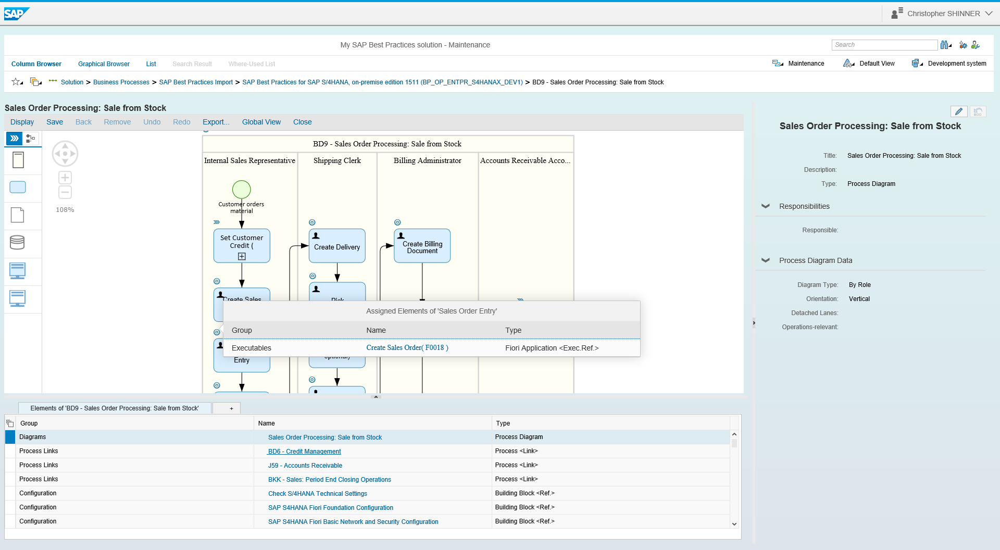 SAP
Christopher SHINNER
My SAP Best Practices solution - Maintenance
Search
Column Browser
Graphical Browser
List
Search Result
Where-Used List
Maintenance
Default View
Development system
Solution > Business Processes > SAP Best Practices Import > SAP Best Practices for SAP S/4HANA, on-premise edition 1511 (BP_OP_ENTPR_S4HANAX_DEV1) > BD9 - Sales Order Processing: Sale from Stock
Sales Order Processing: Sale from Stock
Display Save Back Remove Undo Redo Export... Global View Close
108%
BD9 - Sales Order Processing: Sale from Stock
Internal Sales Representative
Shipping Clerk
Billing Administrator
Accounts Receivable Acco...
Customer orders
material
Set Customer
Credit (
Create Delivery
Create Billing
Document
Create Sales
Pick
Assigned Elements of 'Sales Order Entry'
Group Name Type
Executables Create Sales Order( F0018 ) Fiori Application <Exec.Ref.>
Entry
optional)
Sales Order Processing: Sale from Stock
Title: Sales Order Processing: Sale from Stock
Description:
Type: Process Diagram
Responsibilities
Responsible:
Process Diagram Data
Diagram Type: By Role
Orientation: Vertical
Detached Lanes:
Operations-relevant:
Elements of 'BD9 - Sales Order Processing: Sale from Stock'
+
Group Name Type
Diagrams Sales Order Processing: Sale from Stock Process Diagram
Process Links BD6 - Credit Management Process <Link>
Process Links J59 - Accounts Receivable Process <Link>
Process Links BKK - Sales: Period End Closing Operations Process <Link>
Configuration Check S/4HANA Technical Settings Building Block <Ref.>
Configuration SAP S4HANA Fiori Foundation Configuration Building Block <Ref.>
Configuration SAP S4HANA Fiori Basic Network and Security Configuration Building Block <Ref.>